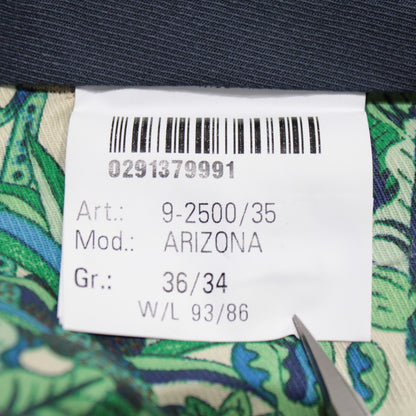 0291379991
Art.: 9-2500/35
Mod.: ARIZONA
Gr.: 36/34
W/L 93/86